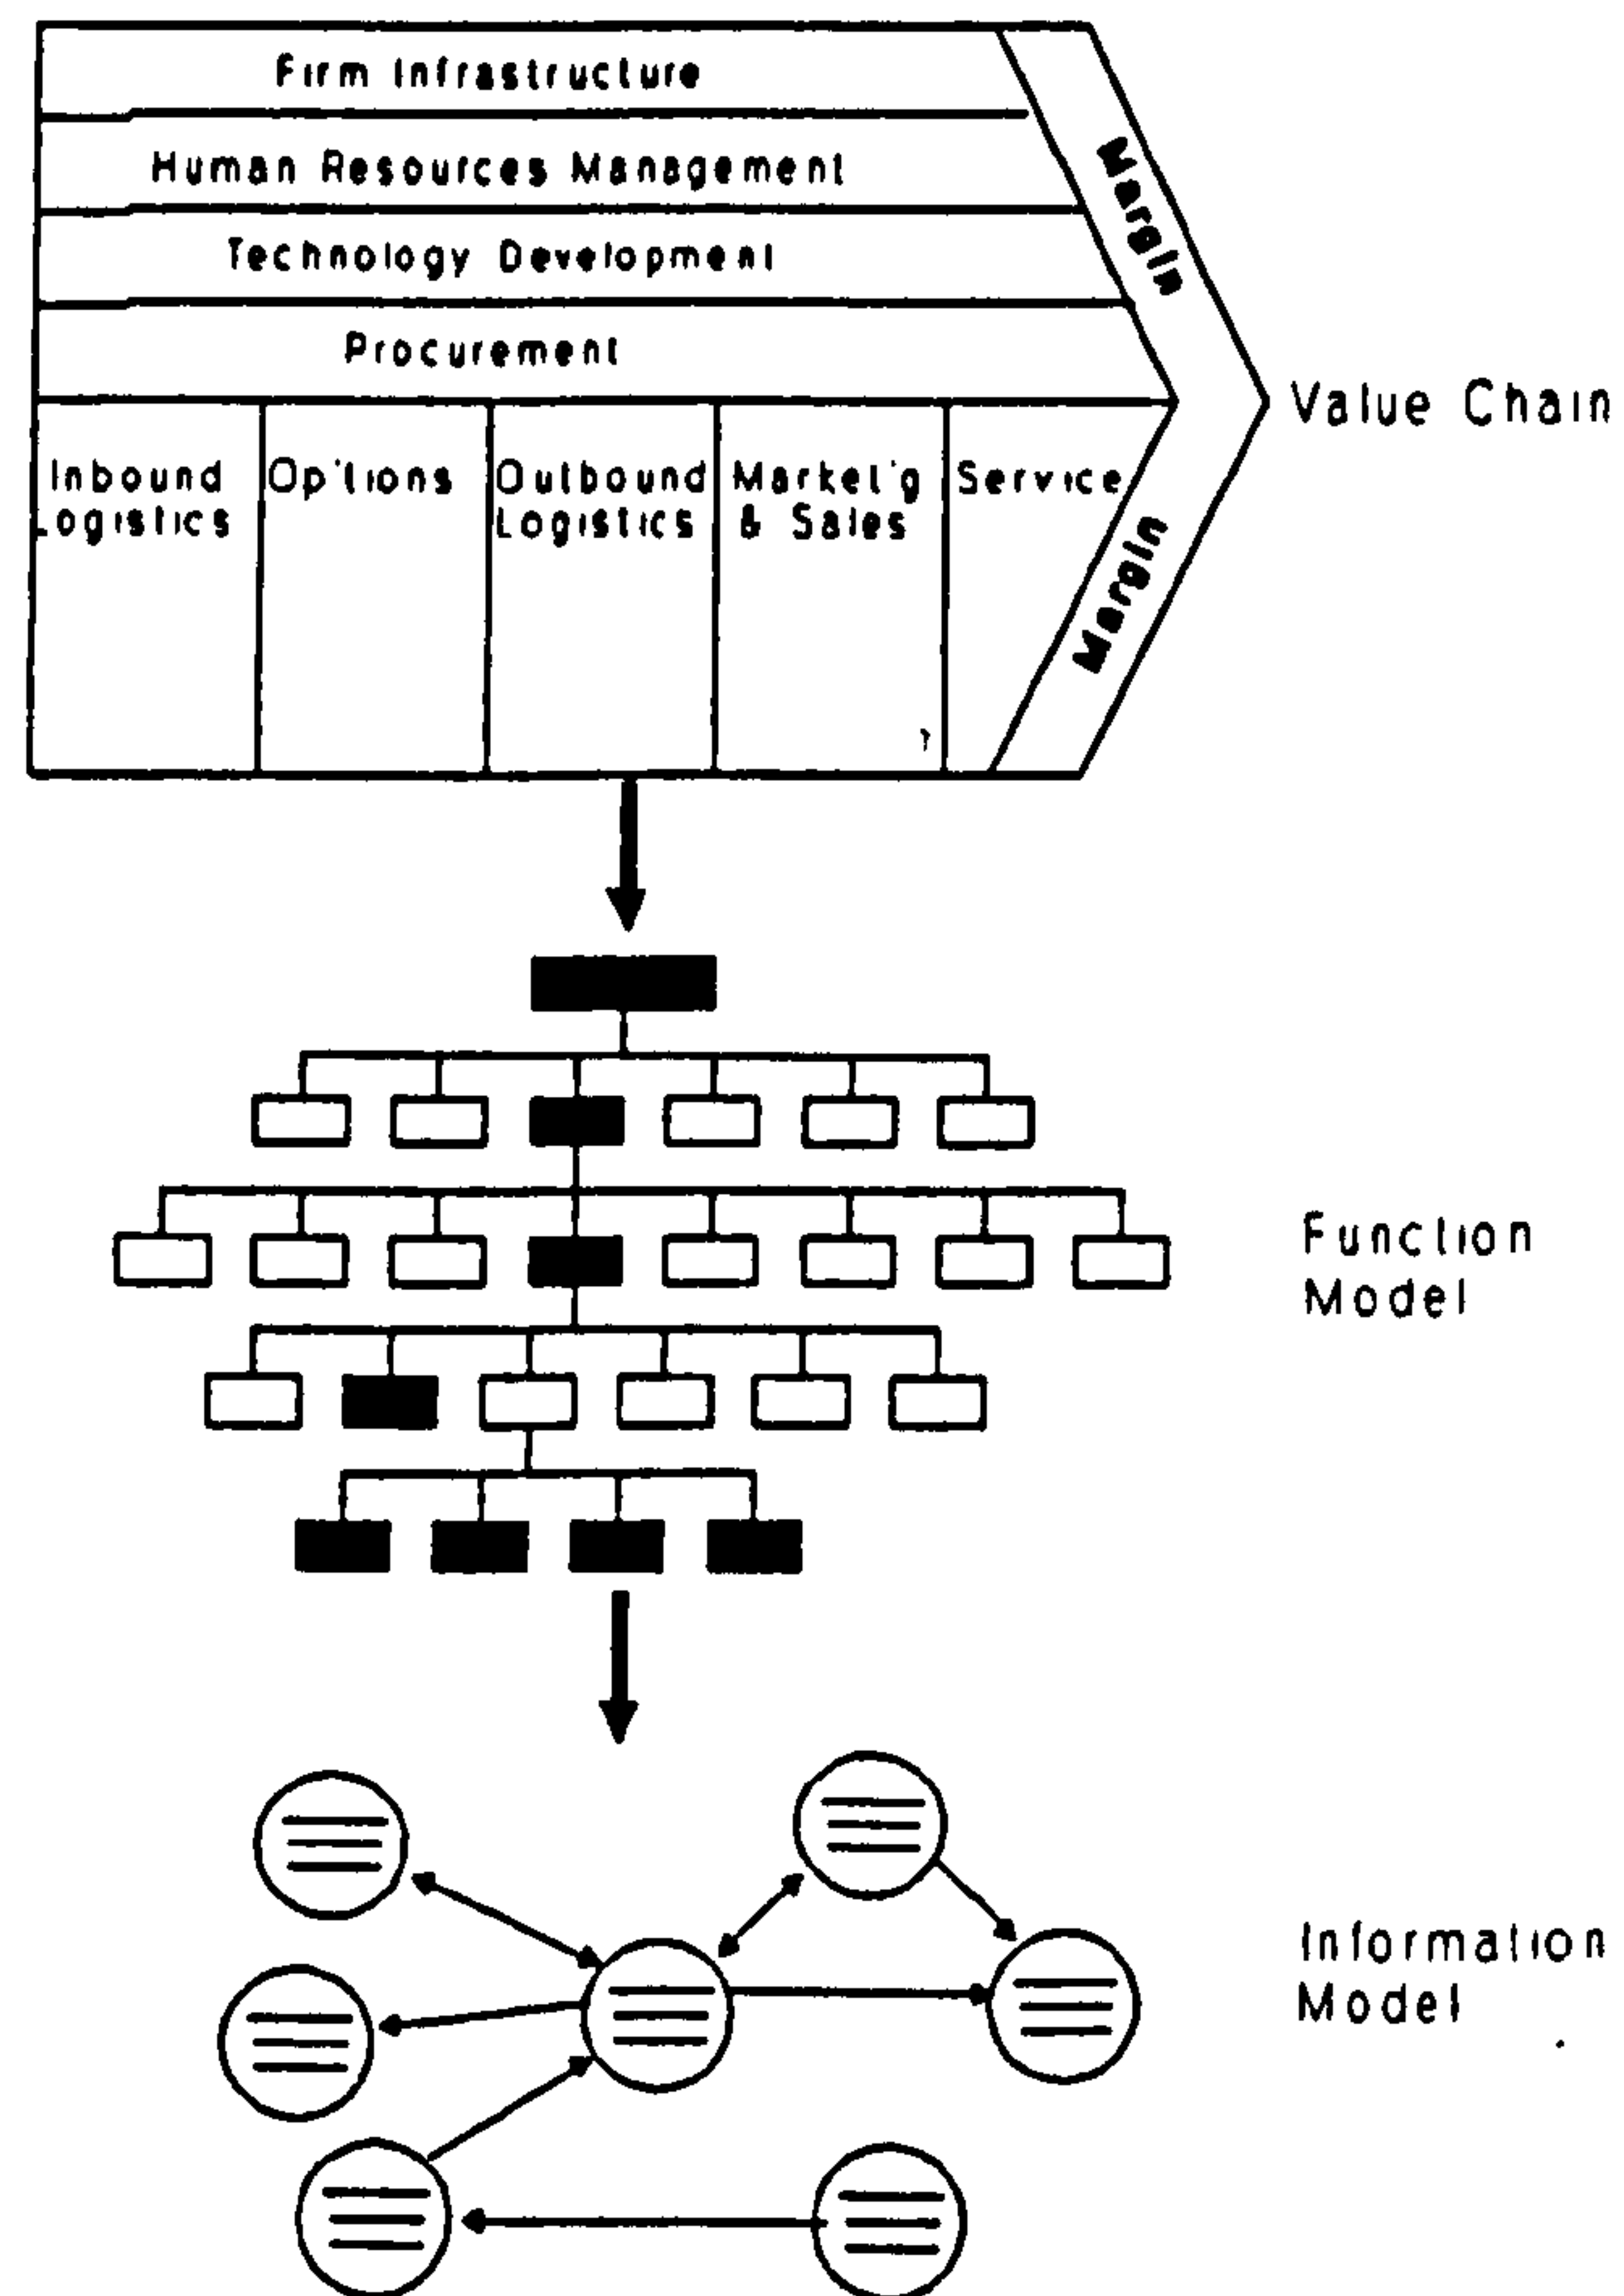 Firm Infrastructure
Human Resources Management
Margin
Technology Development
Procurement
Value Chain
Inbound
Logistics
Op'tions
Outbound
Logistics
Market'g
& Sales
Service
Margin
Function
Model
Information
Model